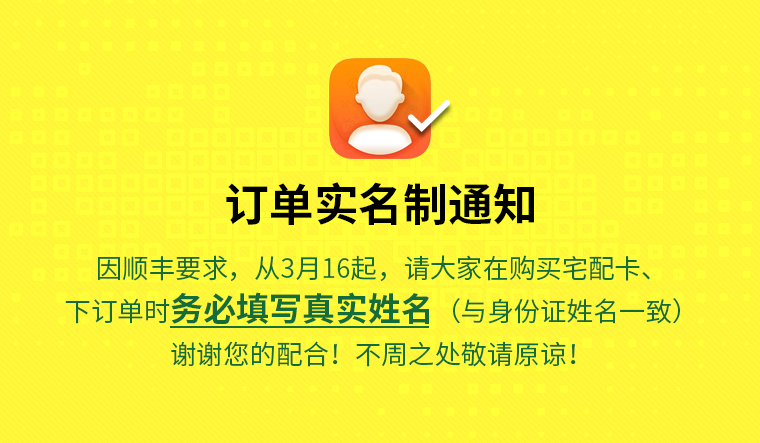 订单实名制通知
因顺丰要求，从3月16起，请大家在购买宅配卡、
下订单时务必填写真实姓名（与身份证姓名一致）
谢谢您的配合！不周之处敬请原谅！